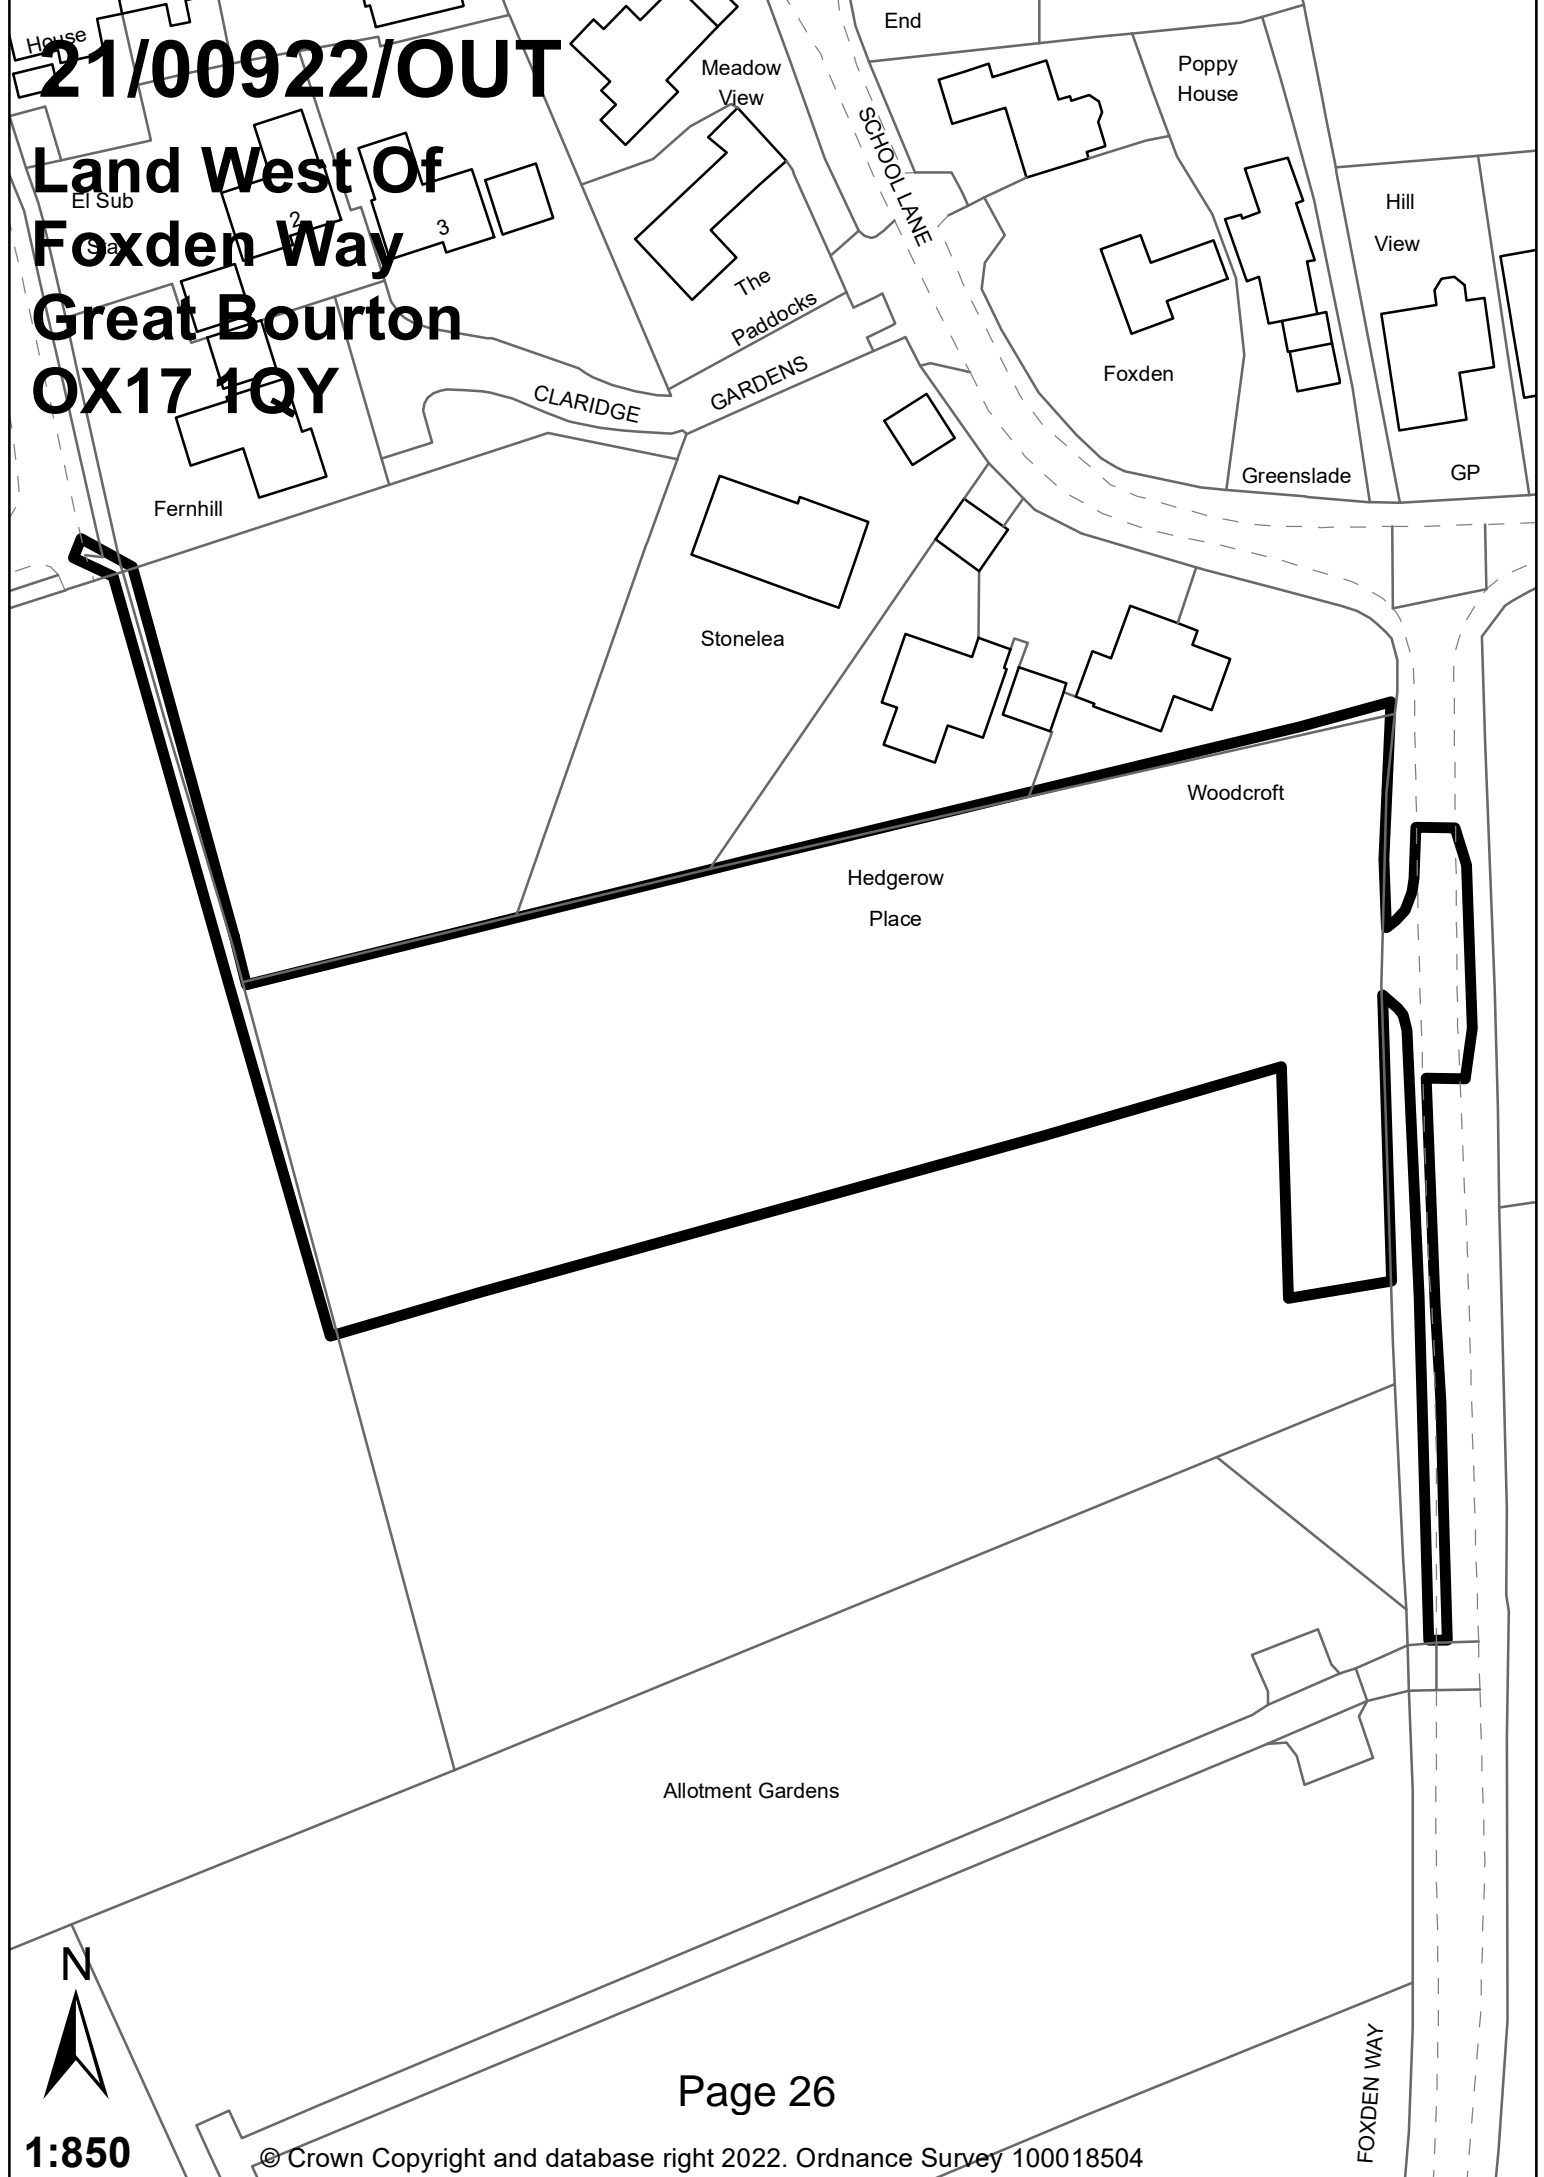 House
21/00922/OUT
Land West Of
Foxden Way
Great Bourton
OX17 1QY
End
Meadow
View
Poppy
House
SCHOOL LANE
El Sub
Sta
2
3
Hill
View
The
Paddocks
Foxden
CLARIDGE
GARDENS
Greenslade
GP
Fernhill
Stonelea
Woodcroft
Hedgerow
Place
Allotment Gardens
N
FOXDEN WAY
Page 26
1:850
© Crown Copyright and database right 2022. Ordnance Survey 100018504